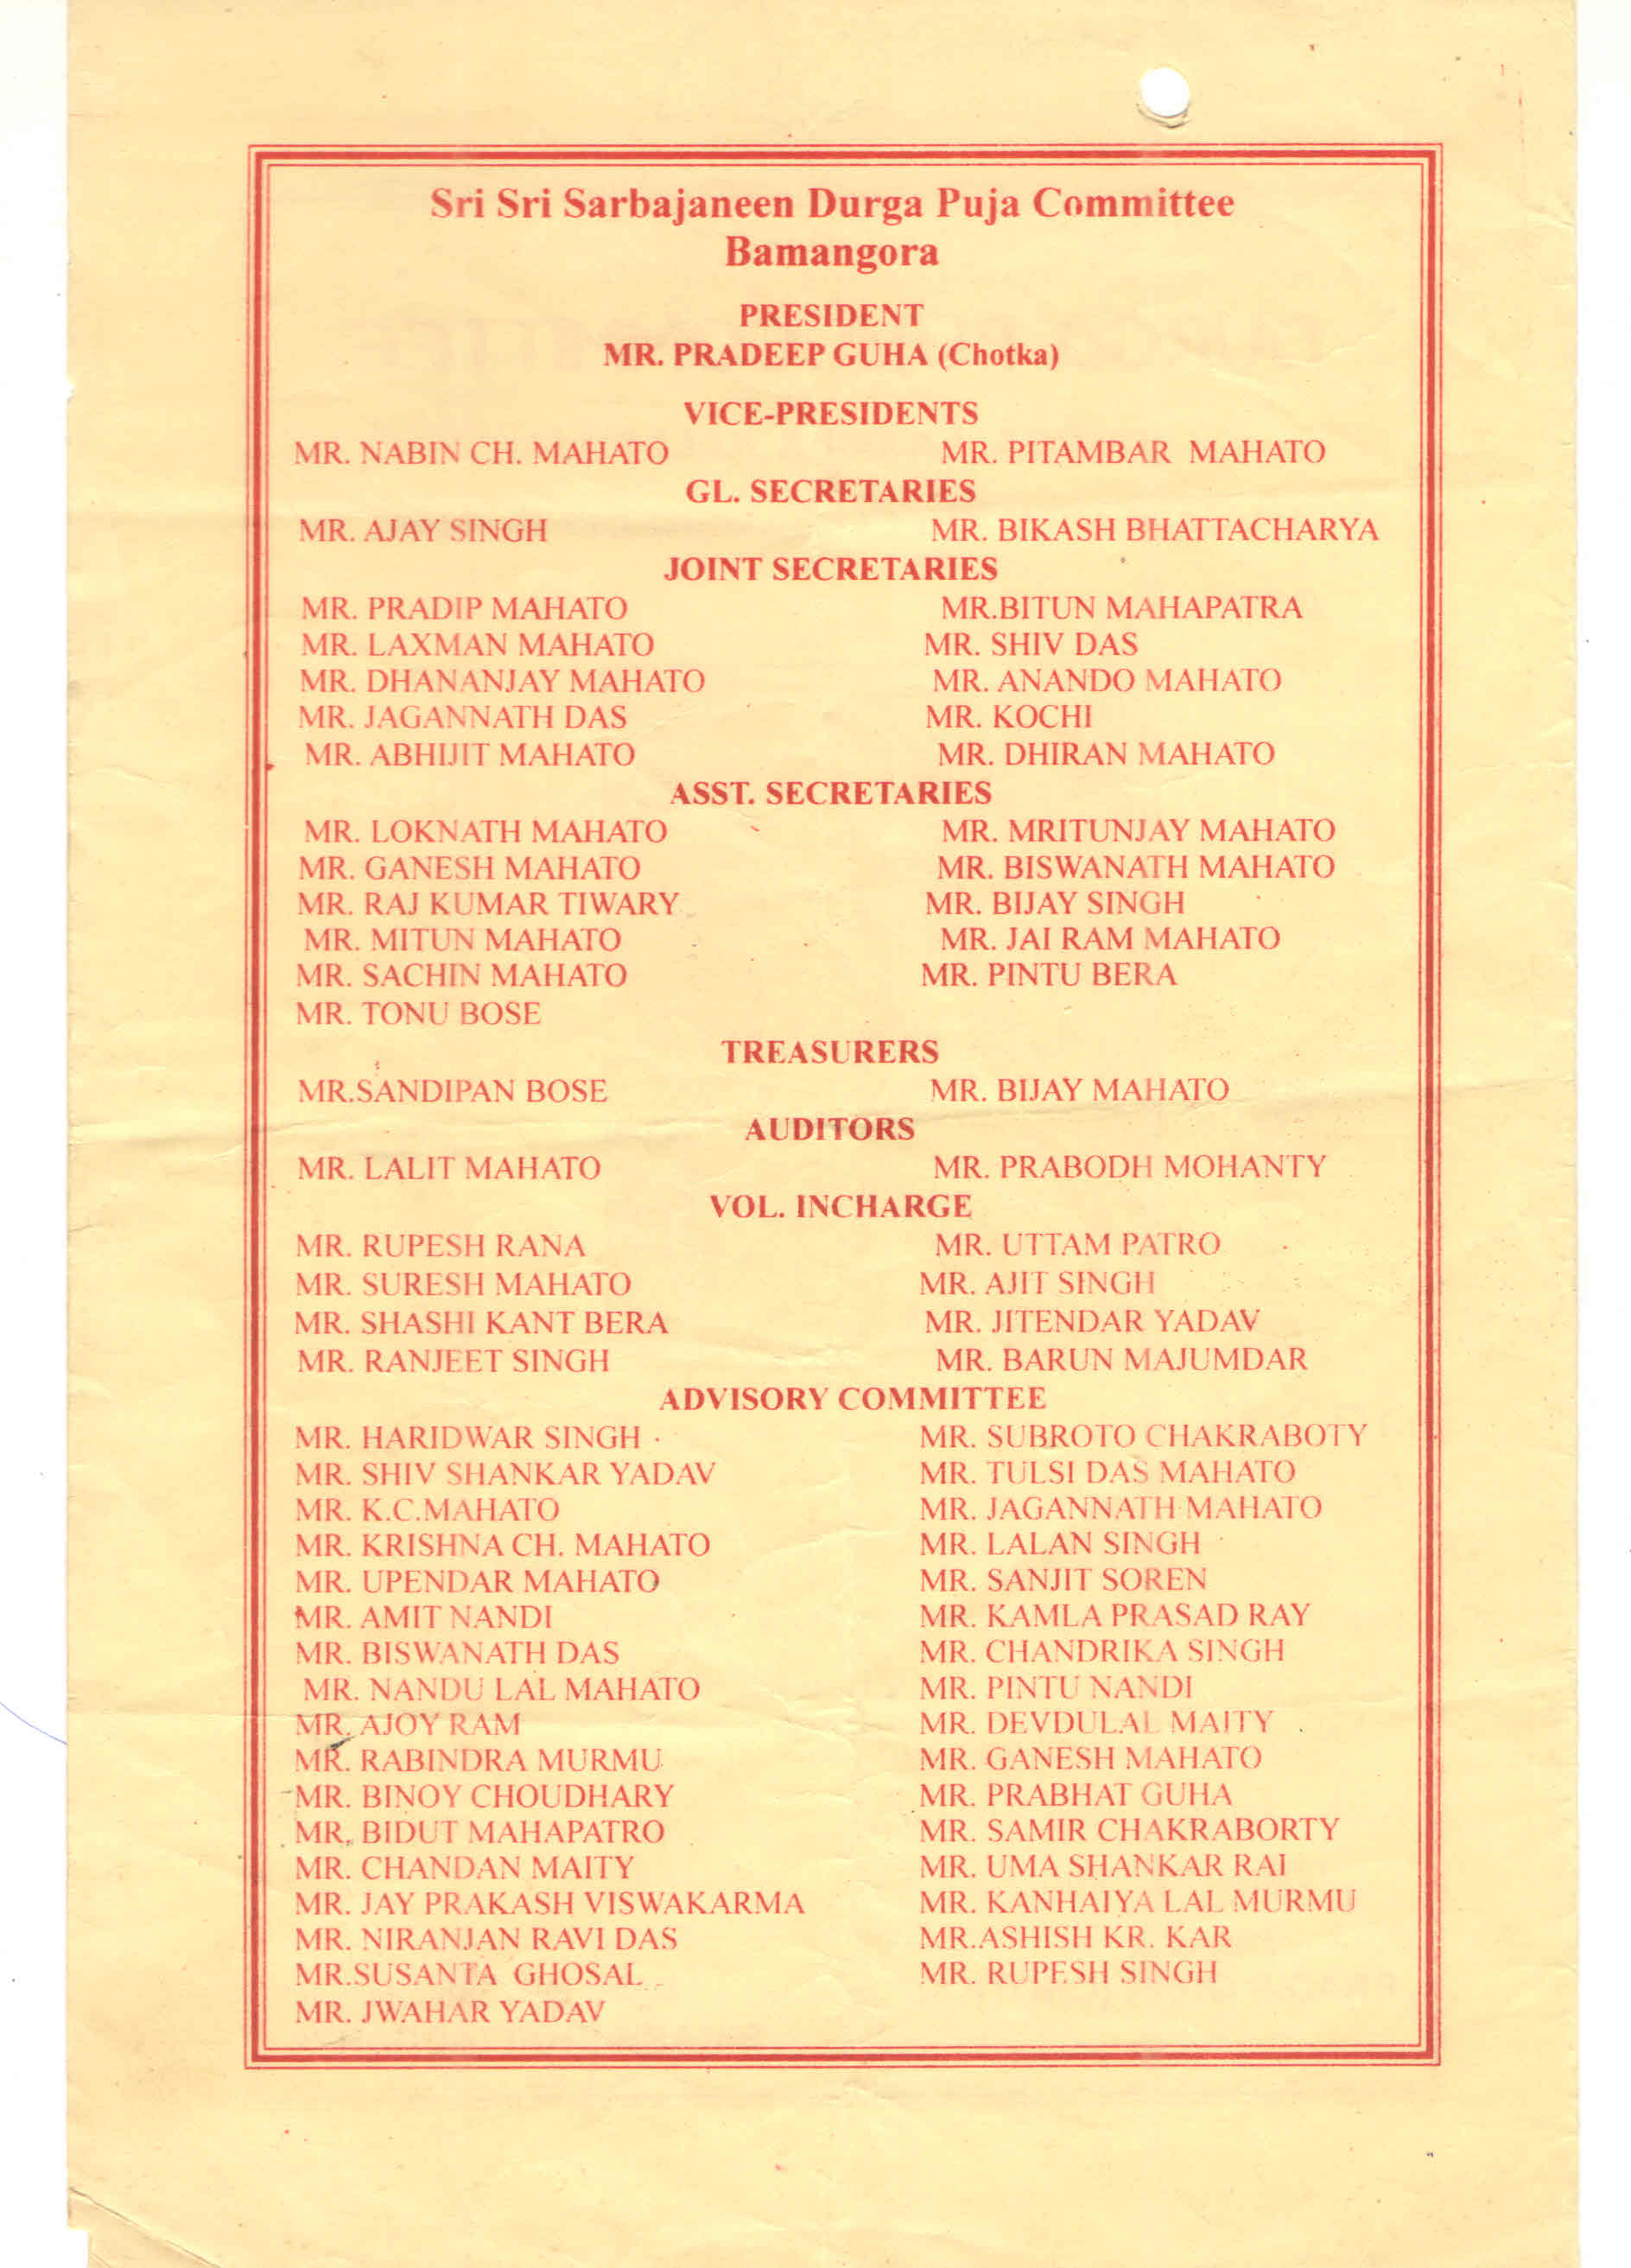 Sri Sri Sarbajaneen Durga Puja Committee
Bamangora
PRESIDENT
MR. PRADEEP GUHA (Chotka)
VICE-PRESIDENTS
MR. NABIN CH. MAHATO MR. PITAMBAR MAHATO
GL. SECRETARIES
MR. AJAY SINGH MR. BIKASH BHATTACHARYA
JOINT SECRETARIES
MR. PRADIP MAHATO MR.BITUN MAHAPATRA
MR. LAXMAN MAHATO MR. SHIV DAS
MR. DHANANJAY MAHATO MR. ANANDO MAHATO
MR. JAGANNATH DAS MR. KOCHI
MR. ABHIJIT MAHATO MR. DHIRAN MAHATO
ASST. SECRETARIES
MR. LOKNATH MAHATO MR. MRITUNJAY MAHATO
MR. GANESH MAHATO MR. BISWANATH MAHATO
MR. RAJ KUMAR TIWARY MR. BIJAY SINGH
MR. MITUN MAHATO MR. JAI RAM MAHATO
MR. SACHIN MAHATO MR. PINTU BERA
MR. TONU BOSE
TREASURERS
MR.SANDIPAN BOSE MR. BIJAY MAHATO
AUDITORS
MR. LALIT MAHATO MR. PRABODH MOHANTY
VOL. INCHARGE
MR. RUPESH RANA MR. UTTAM PATRO
MR. SURESH MAHATO MR. AJIT SINGH
MR. SHASHI KANT BERA MR. JITENDAR YADAV
MR. RANJEET SINGH MR. BARUN MAJUMDAR
ADVISORY COMMITTEE
MR. HARIDWAR SINGH MR. SUBROTO CHAKRABOTY
MR. SHIV SHANKAR YADAV MR. TULSI DAS MAHATO
MR. K.C.MAHATO MR. JAGANNATH MAHATO
MR. KRISHNA CH. MAHATO MR. LALAN SINGH
MR. UPENDAR MAHATO MR. SANJIT SOREN
MR. AMIT NANDI MR. KAMLA PRASAD RAY
MR. BISWANATH DAS MR. CHANDRIKA SINGH
MR. NANDU LAL MAHATO MR. PINTU NANDI
MR. AJOY RAM MR. DEVDULAL MAITY
MR. RABINDRA MURMU MR. GANESH MAHATO
MR. BINOY CHOUDHARY MR. PRABHAT GUHA
MR. BIDUT MAHAPATRO MR. SAMIR CHAKRABORTY
MR. CHANDAN MAITY MR. UMA SHANKAR RAI
MR. JAY PRAKASH VISWAKARMA MR. KANHAIYA LAL MURMU
MR. NIRANJAN RAVI DAS MR.ASHISH KR. KAR
MR.SUSANTA GHOSAL MR. RUPESH SINGH
MR. JWAHAR YADAV